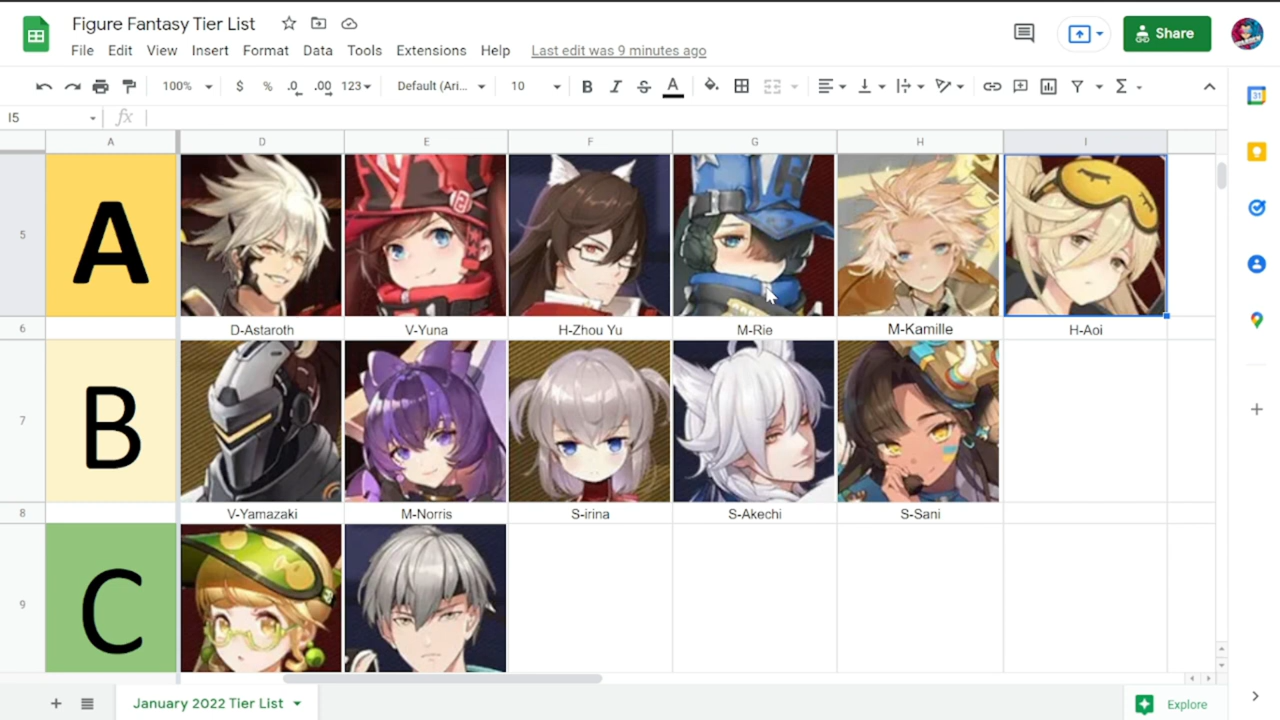 Figure Fantasy Tier List
File Edit View Insert Format Data Tools Extensions Help Last edit was 9 minutes ago
Share
100% $ % .0 .00 123 Default (Ari... 10 B I S A Σ
I5 fx
A D E F G H I
5 A
6 D-Astaroth V-Yuna H-Zhou Yu M-Rie M-Kamille H-Aoi
7 B
8 V-Yamazaki M-Norris S-irina S-Akechi S-Sani
9 C
January 2022 Tier List
Explore
31